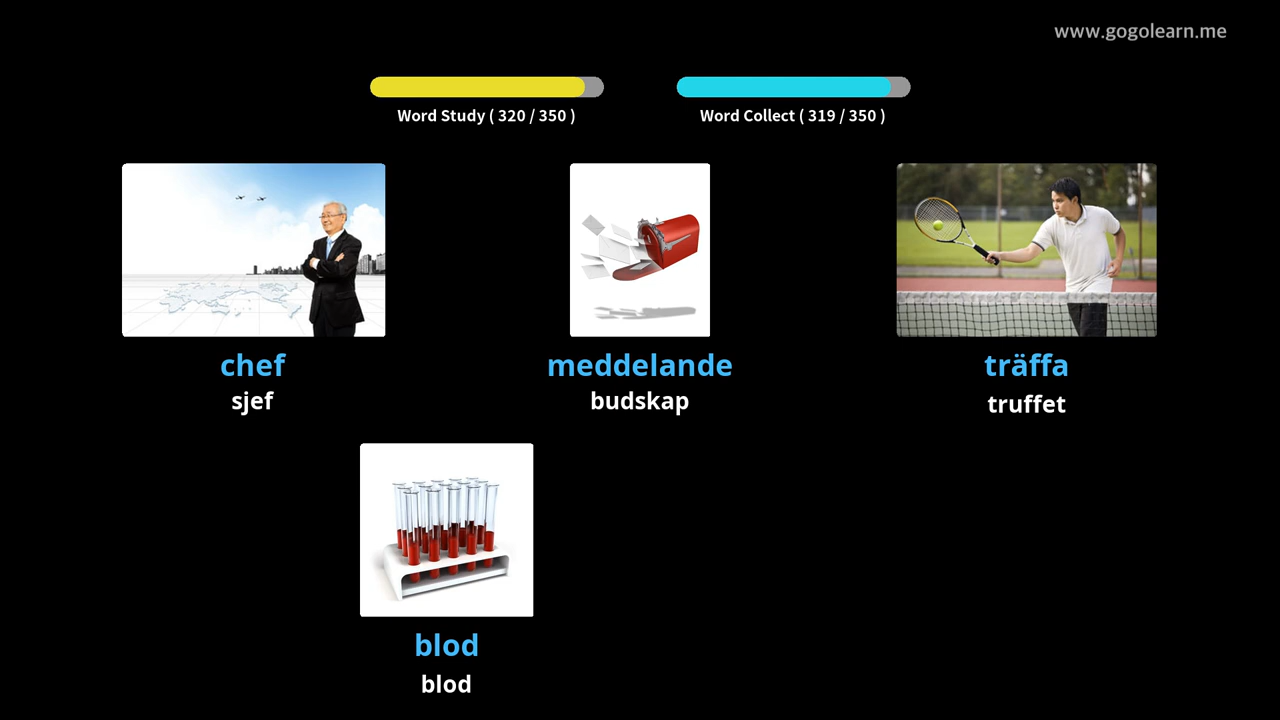 www.gogolearn.me
Word Study ( 320 / 350 )
Word Collect ( 319 / 350 )
chef
sjef
meddelande
budskap
träffa
truffet
blod
blod